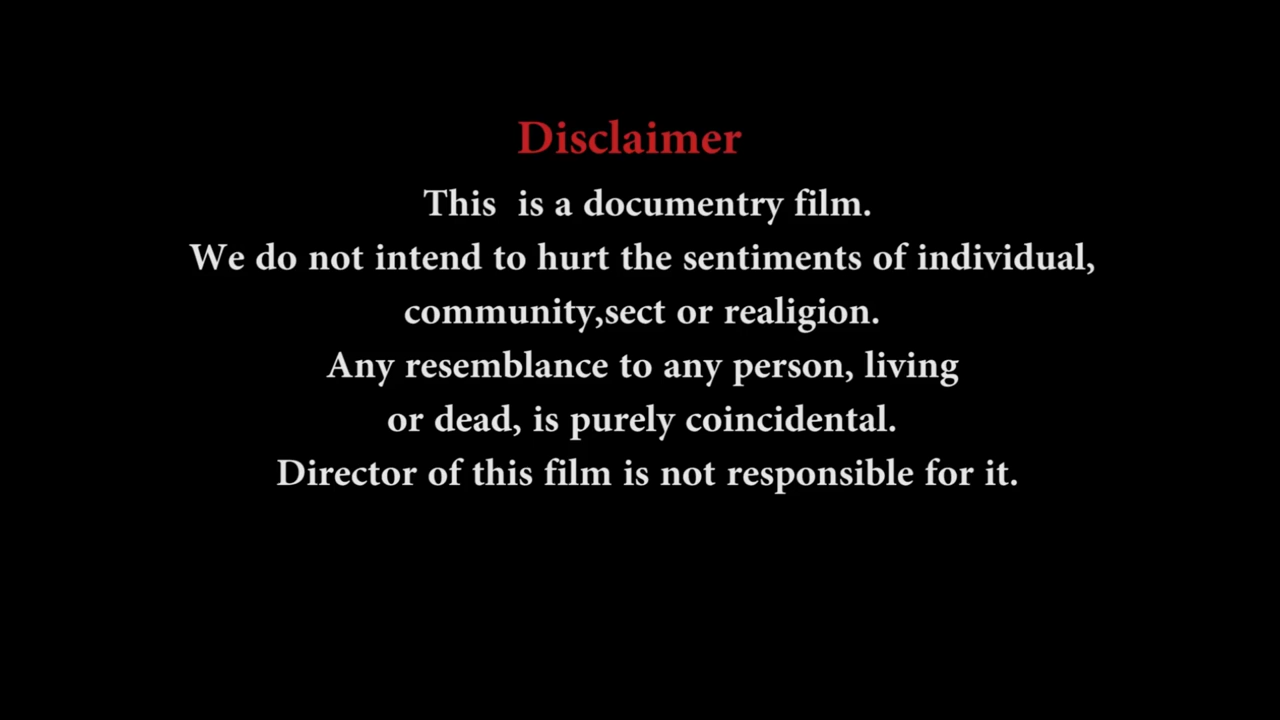 Disclaimer
This  is a documentry film.
We do not intend to hurt the sentiments of individual,
community,sect or realigion.
Any resemblance to any person, living
or dead, is purely coincidental.
Director of this film is not responsible for it.